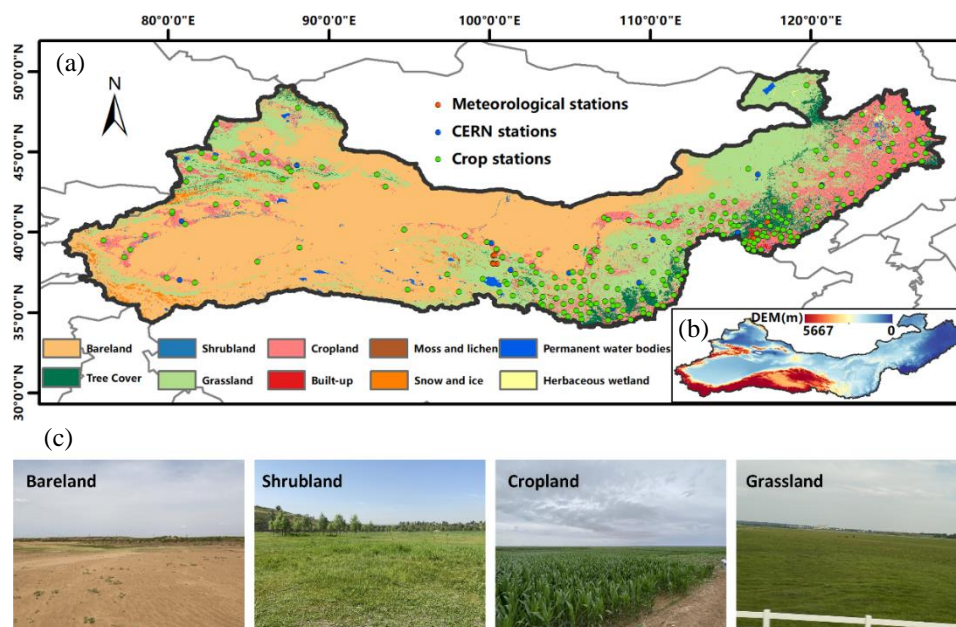 80°0'0"E 90°0'0"E 100°0'0"E 110°0'0"E 120°0'0"E
(a)
N
50°0'0"N
45°0'0"N
40°0'0"N
35°0'0"N
30°0'0"N
Meteorological stations
CERN stations
Crop stations
Bareland Shrubland Cropland Moss and lichen Permanent water bodies
Tree Cover Grassland Built-up Snow and ice Herbaceous wetland
(b)
DEM(m)
5667 0
(c)
Bareland Shrubland Cropland Grassland